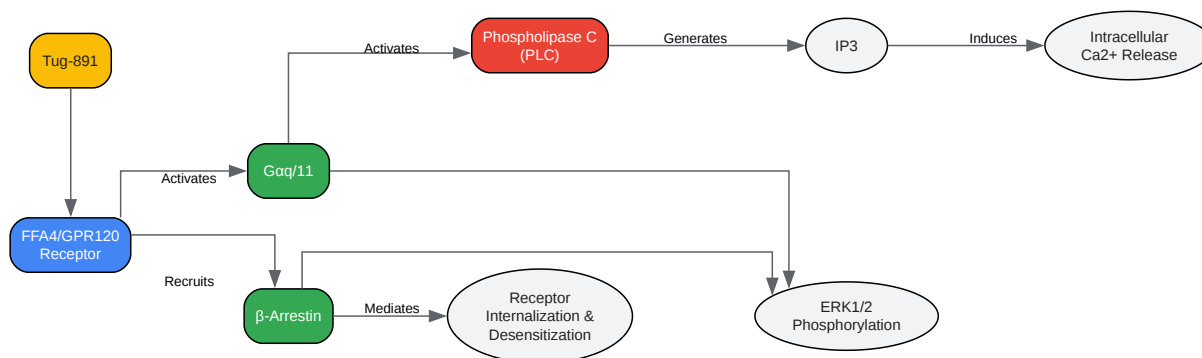 Tug-891
Activates
Phospholipase C
(PLC)
Generates
IP3
Induces
Intracellular
Ca2+ Release
Activates
Gαq/11
FFA4/GPR120
Receptor
Recruits
β-Arrestin
Mediates
Receptor
Internalization &
Desensitization
ERK1/2
Phosphorylation